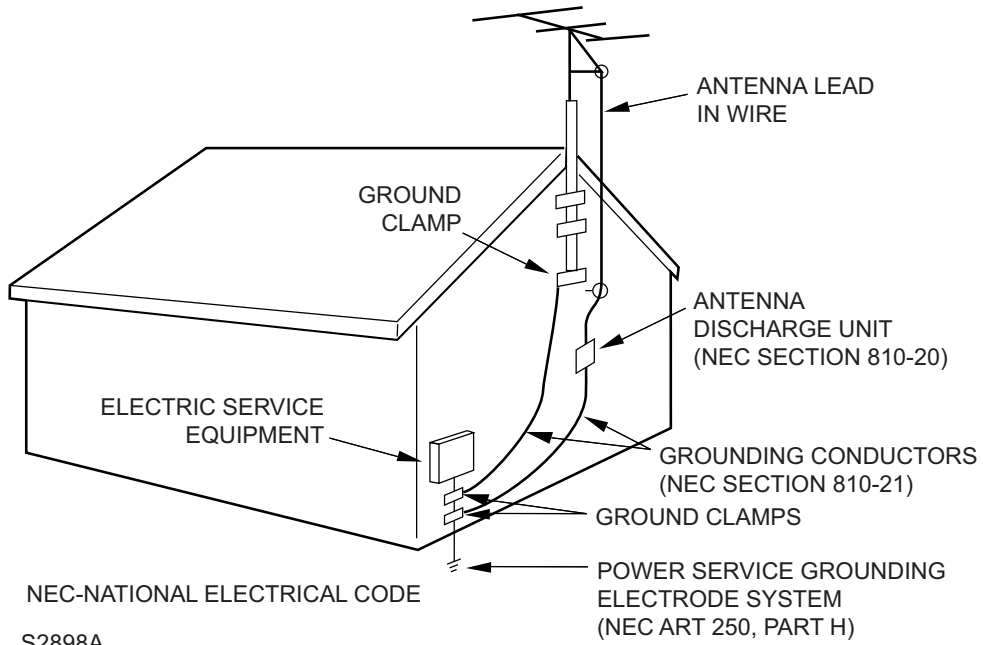 ANTENNA LEAD
IN WIRE
GROUND
CLAMP
ANTENNA
DISCHARGE UNIT
(NEC SECTION 810-20)
ELECTRIC SERVICE
EQUIPMENT
GROUNDING CONDUCTORS
(NEC SECTION 810-21)
GROUND CLAMPS
POWER SERVICE GROUNDING
ELECTRODE SYSTEM
(NEC ART 250, PART H)
NEC-NATIONAL ELECTRICAL CODE
S2898A